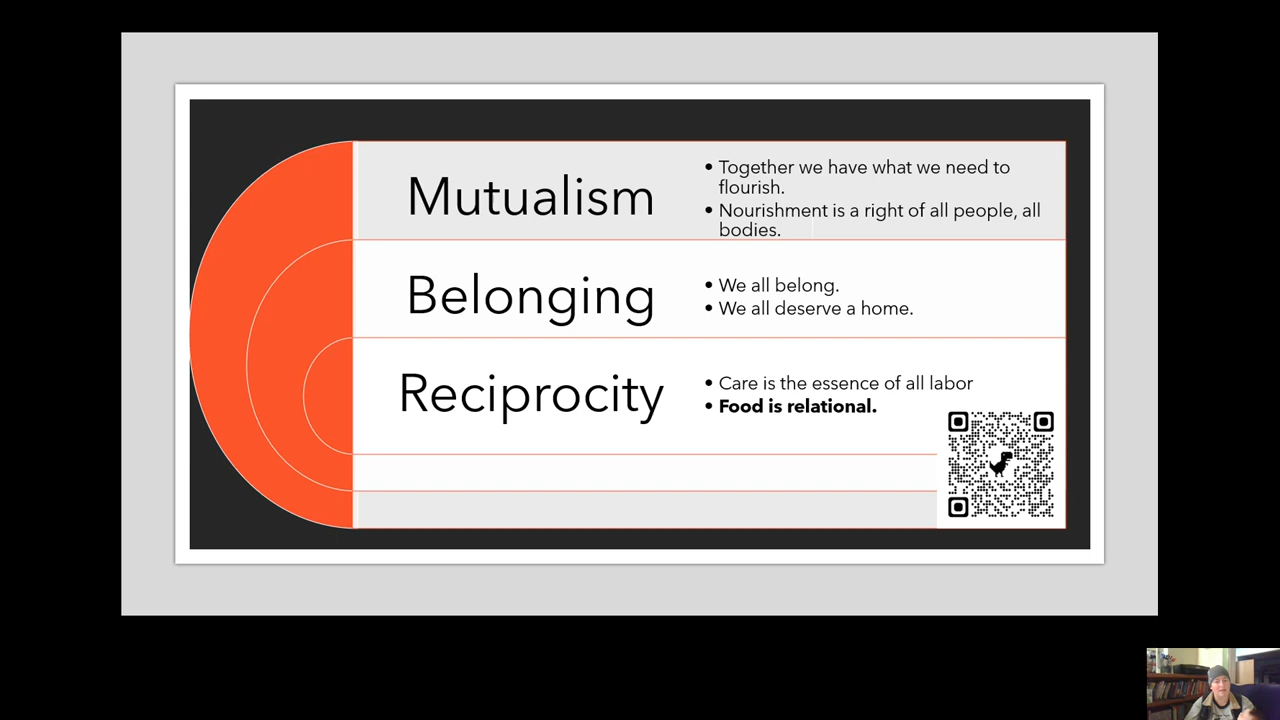 Mutualism
• Together we have what we need to
flourish.
• Nourishment is a right of all people, all
bodies.
Belonging
• We all belong.
• We all deserve a home.
Reciprocity
• Care is the essence of all labor
• Food is relational.